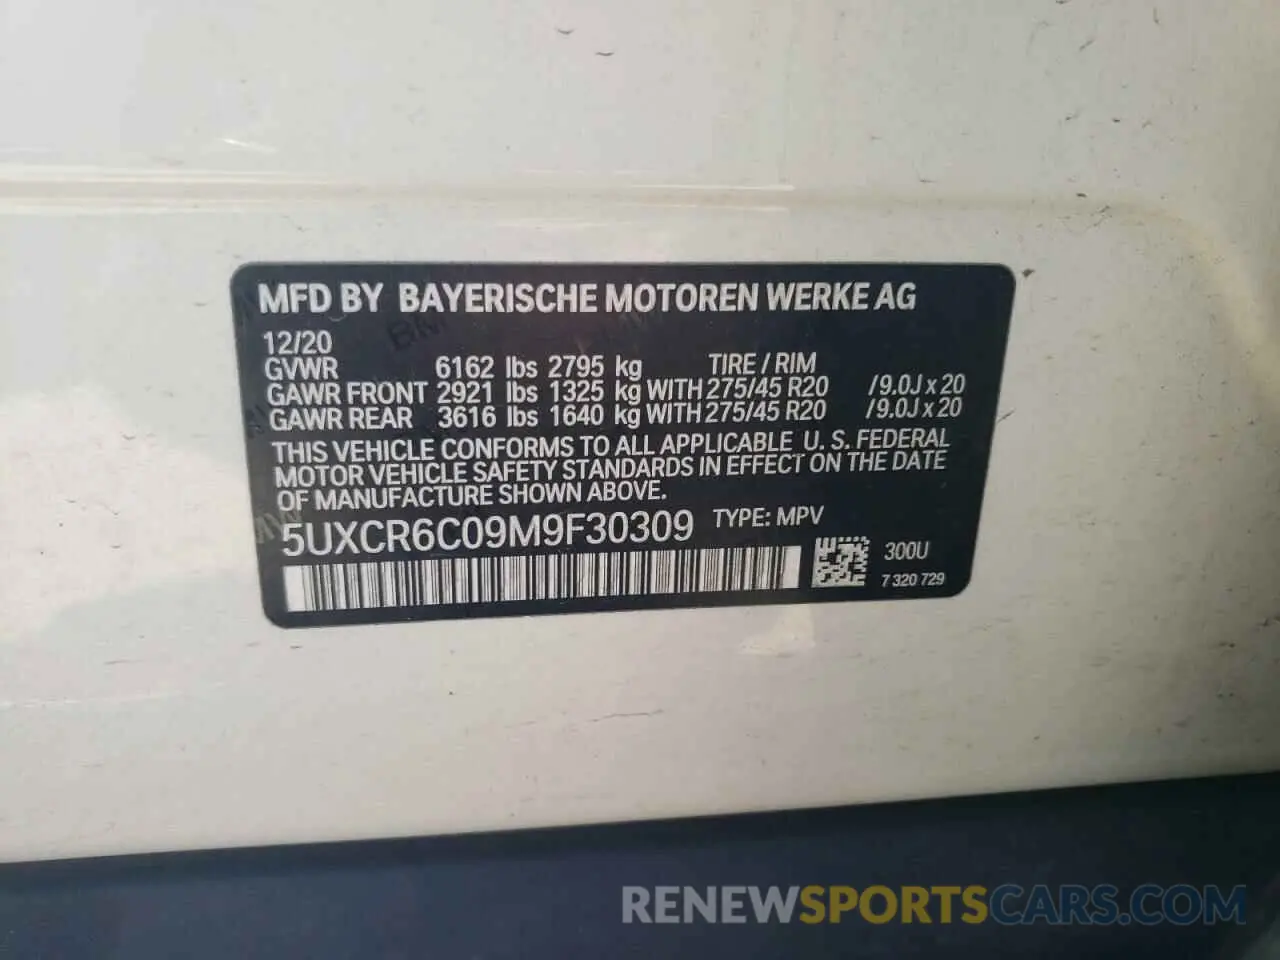 MFD BY BAYERISCHE MOTOREN WERKE AG
12/20
GVWR 6162 lbs 2795 kg TIRE / RIM
GAWR FRONT 2921 lbs 1325 kg WITH 275/45 R20 /9.0J x 20
GAWR REAR 3616 lbs 1640 kg WITH 275/45 R20 /9.0J x 20
THIS VEHICLE CONFORMS TO ALL APPLICABLE U. S. FEDERAL
MOTOR VEHICLE SAFETY STANDARDS IN EFFECT ON THE DATE
OF MANUFACTURE SHOWN ABOVE.
5UXCR6C09M9F30309 TYPE: MPV
300U
7 320 729
RENEWSPORTSCARS.COM